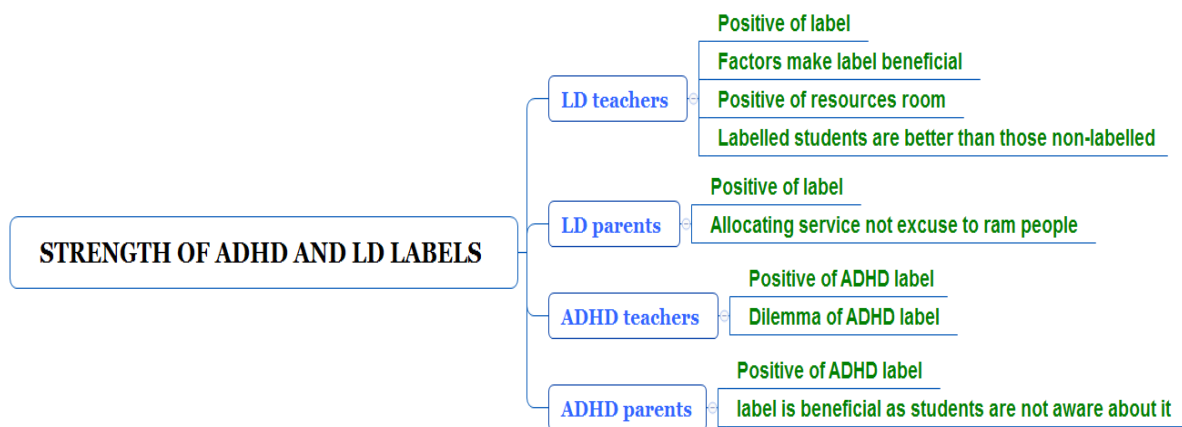 Positive of label
Factors make label beneficial
LD teachers
Positive of resources room
Labelled students are better than those non-labelled
Positive of label
LD parents
Allocating service not excuse to ram people
STRENGTH OF ADHD AND LD LABELS
Positive of ADHD label
ADHD teachers
Dilemma of ADHD label
Positive of ADHD label
ADHD parents
label is beneficial as students are not aware about it